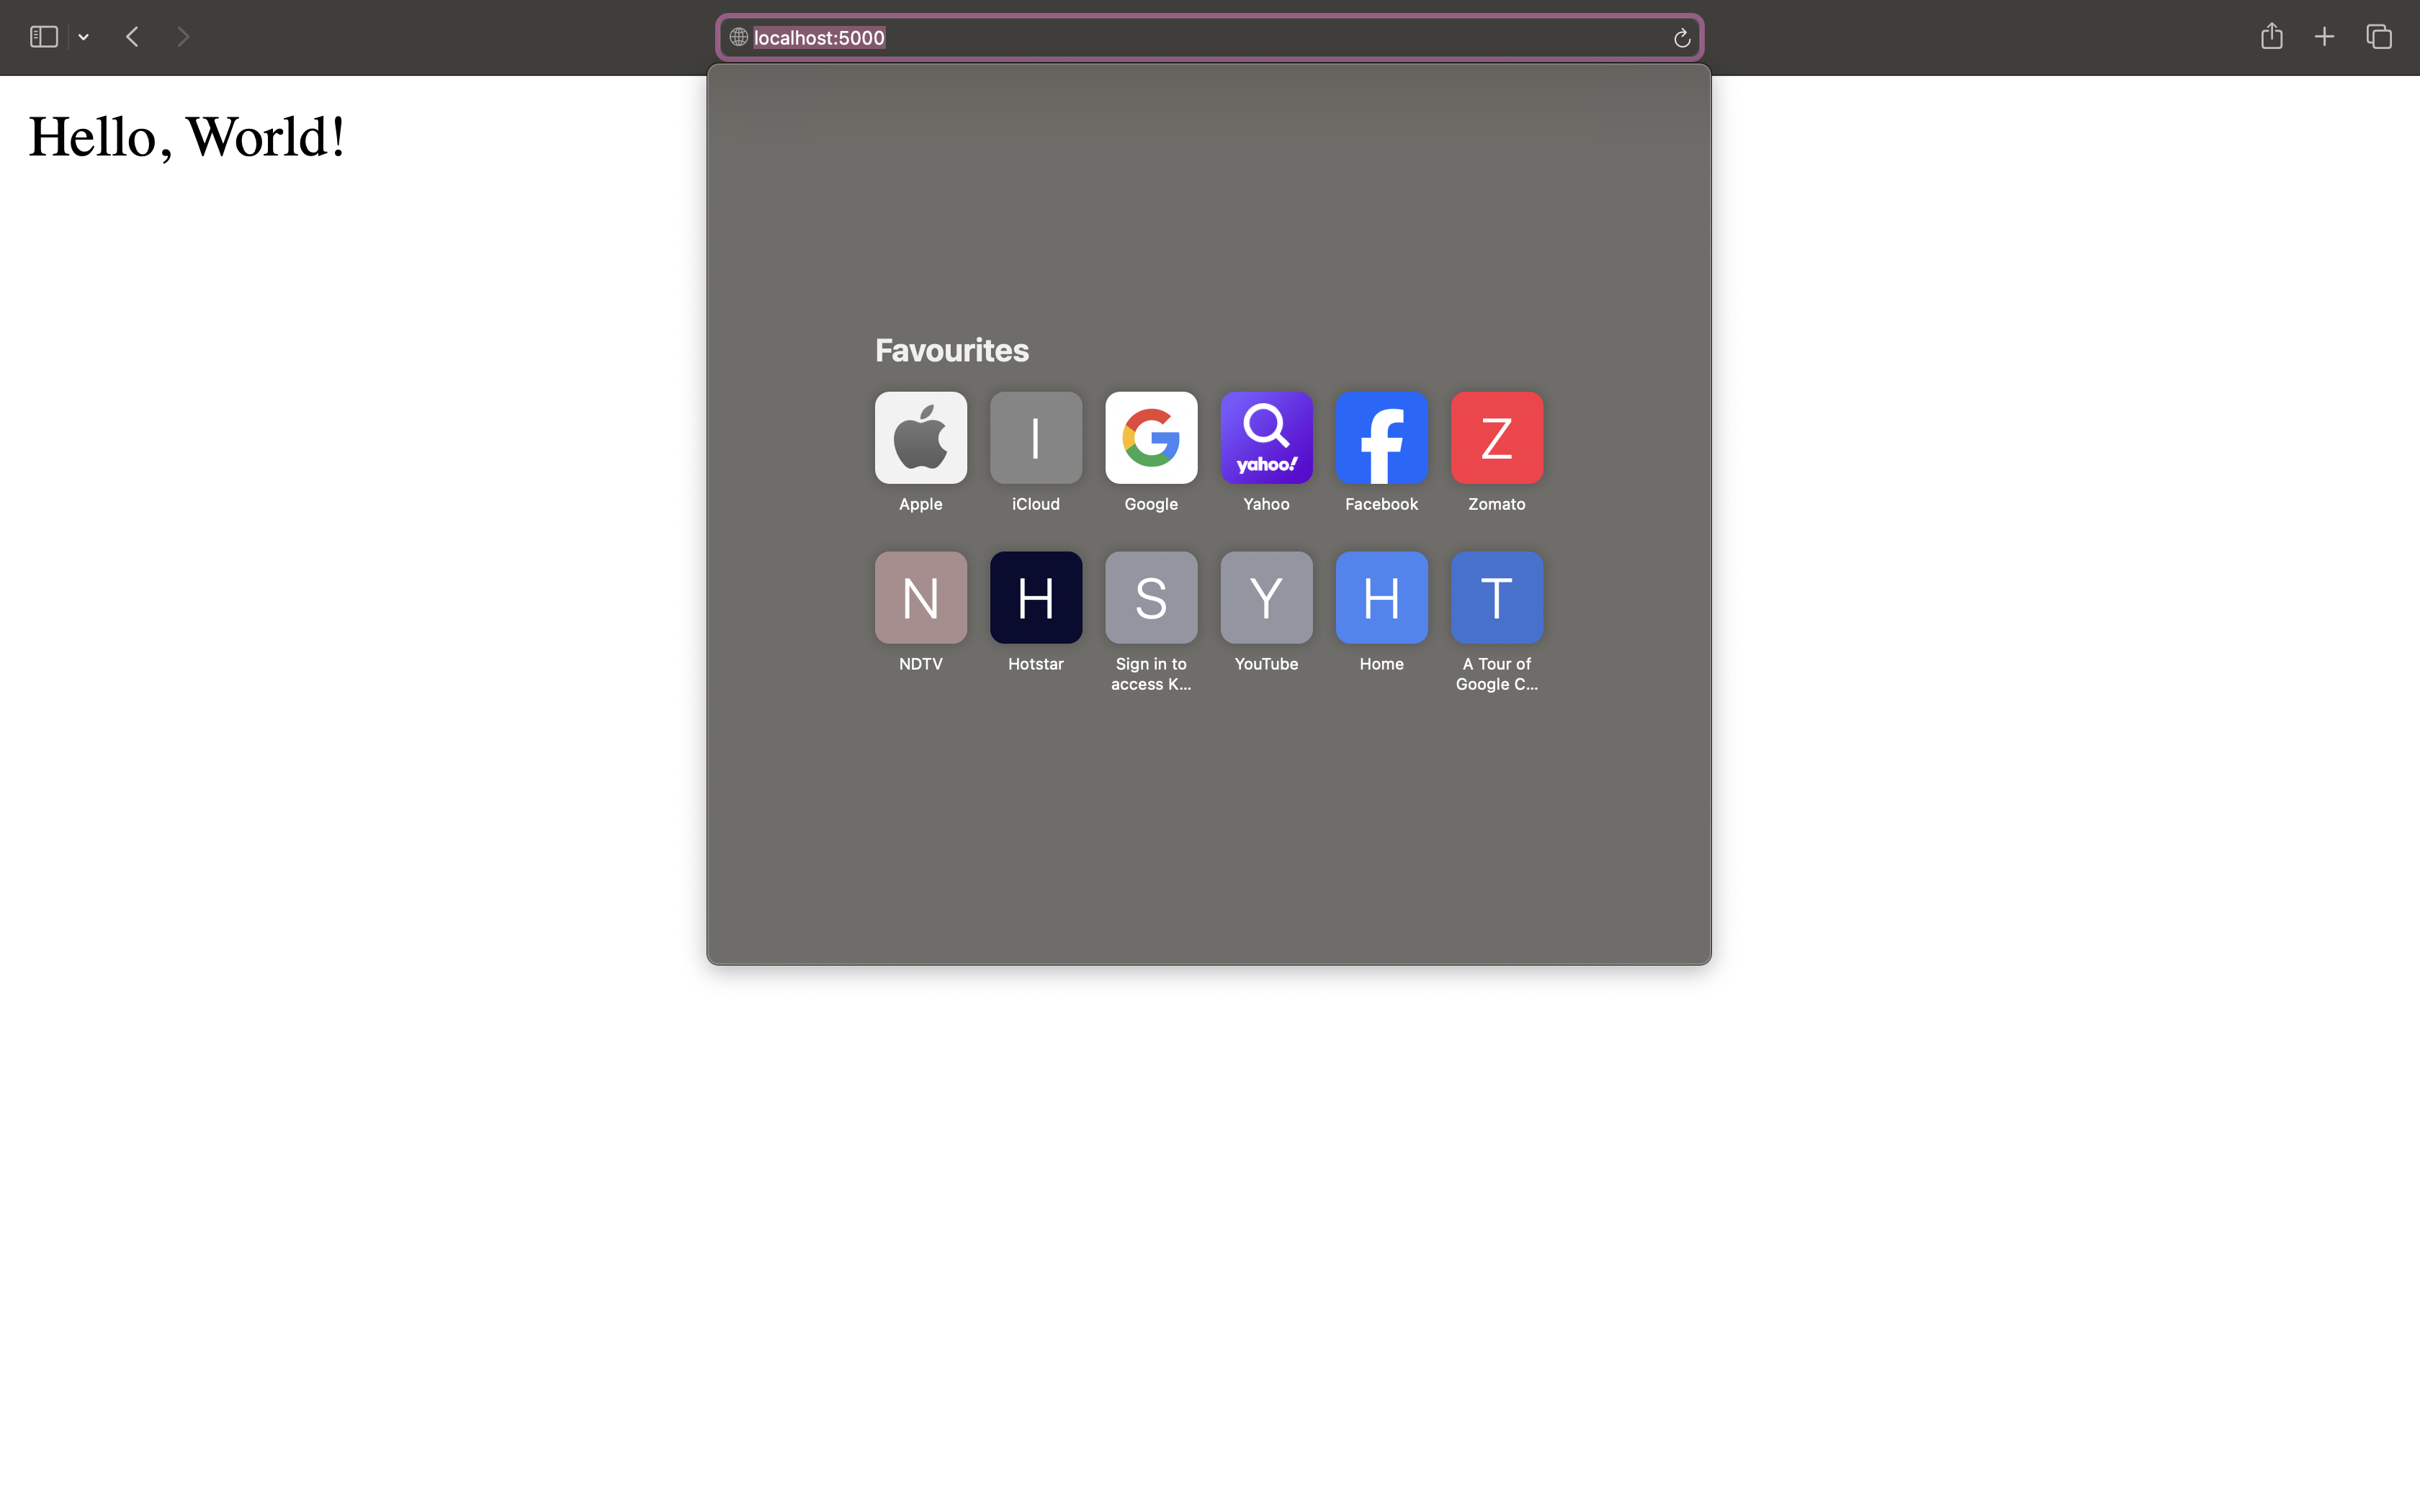 localhost:5000
Hello, World!
Favourites
I
yahoo!
Z
Apple
iCloud
Google
Yahoo
Facebook
Zomato
N
H
S
Y
H
T
NDTV
Hotstar
Sign in to
access K...
YouTube
Home
A Tour of
Google C...